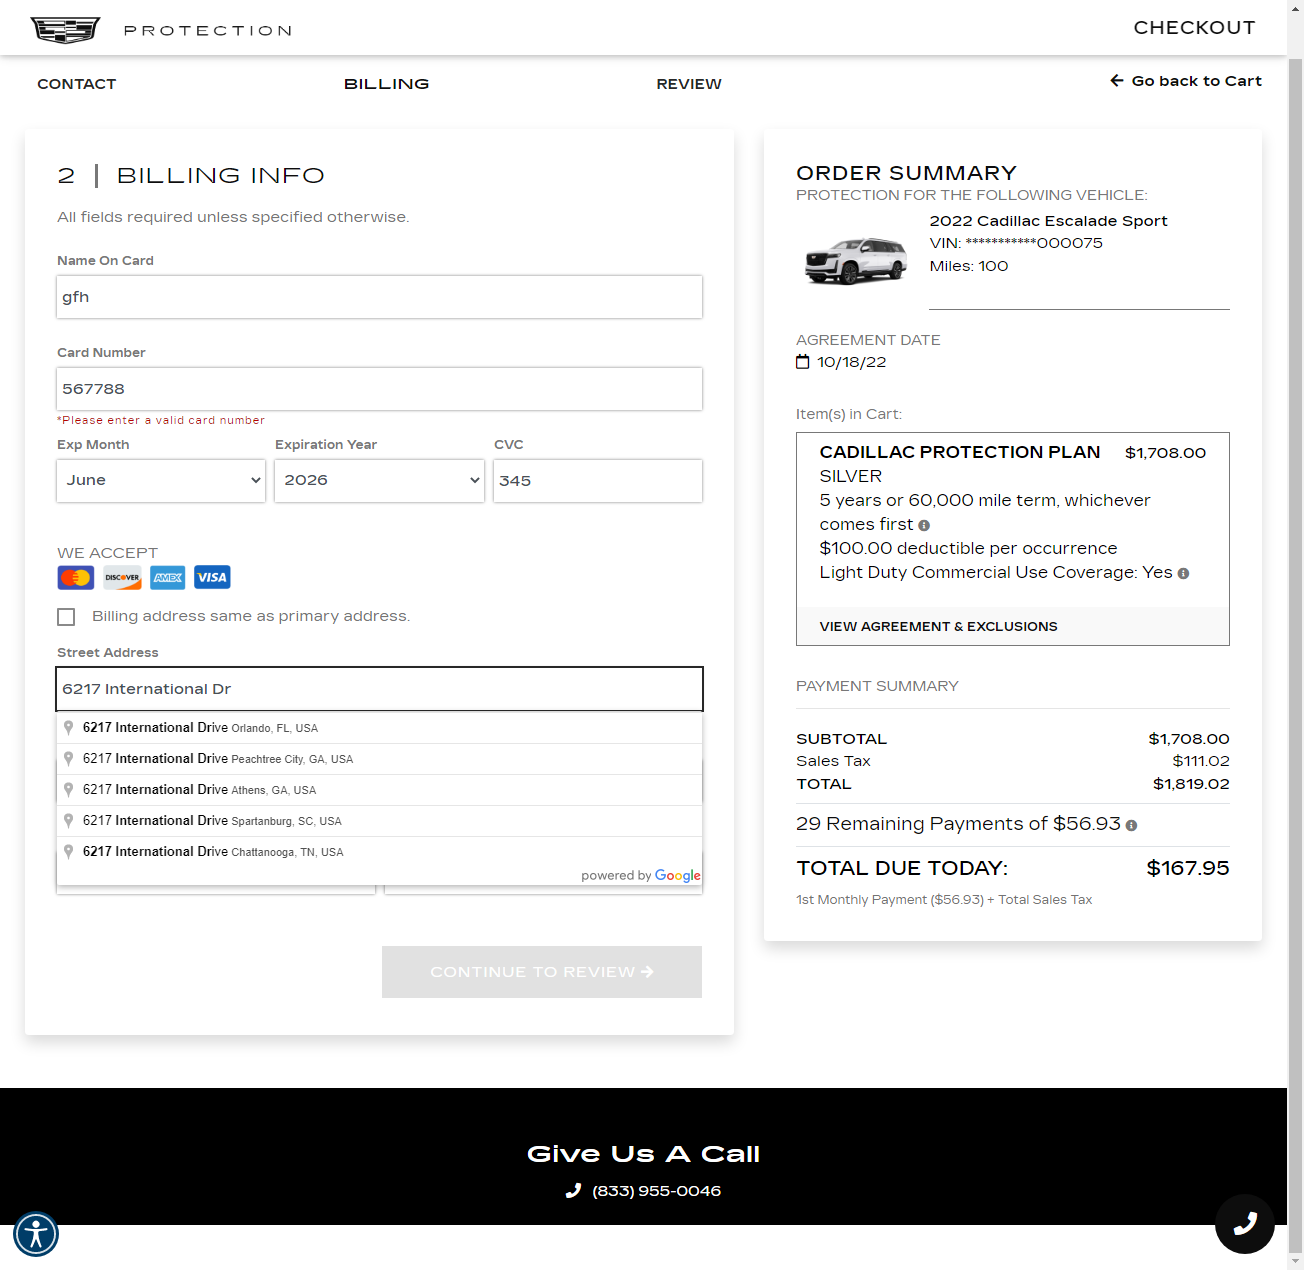 PROTECTION
CHECKOUT
CONTACT
BILLING
REVIEW
Go back to Cart
2 | BILLING INFO
All fields required unless specified otherwise.
Name On Card
gfh
Card Number
567788
*Please enter a valid card number
Exp Month
Expiration Year
CVC
June
2026
345
WE ACCEPT
DISCOVER
AMEX
VISA
Billing address same as primary address.
Street Address
6217 International Dr
6217 International Drive Orlando, FL, USA
6217 International Drive Peachtree City, GA, USA
6217 International Drive Athens, GA, USA
6217 International Drive Spartanburg, SC, USA
6217 International Drive Chattanooga, TN, USA
powered by Google
CONTINUE TO REVIEW
ORDER SUMMARY
PROTECTION FOR THE FOLLOWING VEHICLE:
2022 Cadillac Escalade Sport
VIN: ***********000075
Miles: 100
AGREEMENT DATE
10/18/22
Item(s) in Cart:
CADILLAC PROTECTION PLAN $1,708.00
SILVER
5 years or 60,000 mile term, whichever
comes first
$100.00 deductible per occurrence
Light Duty Commercial Use Coverage: Yes
VIEW AGREEMENT & EXCLUSIONS
PAYMENT SUMMARY
SUBTOTAL $1,708.00
Sales Tax $111.02
TOTAL $1,819.02
29 Remaining Payments of $56.93
TOTAL DUE TODAY: $167.95
1st Monthly Payment ($56.93) + Total Sales Tax
Give Us A Call
(833) 955-0046